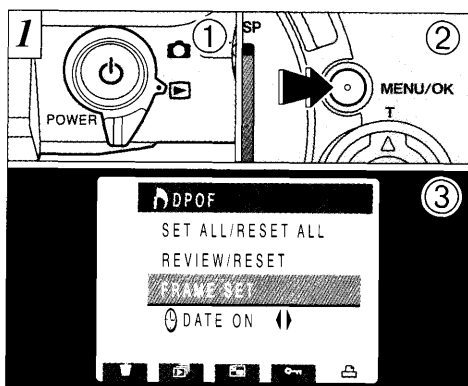 1
①
POWER
SP
②
MENU/OK
T
③
DPOF
SET ALL/RESET ALL
REVIEW/RESET
FRAME SET
DATE ON